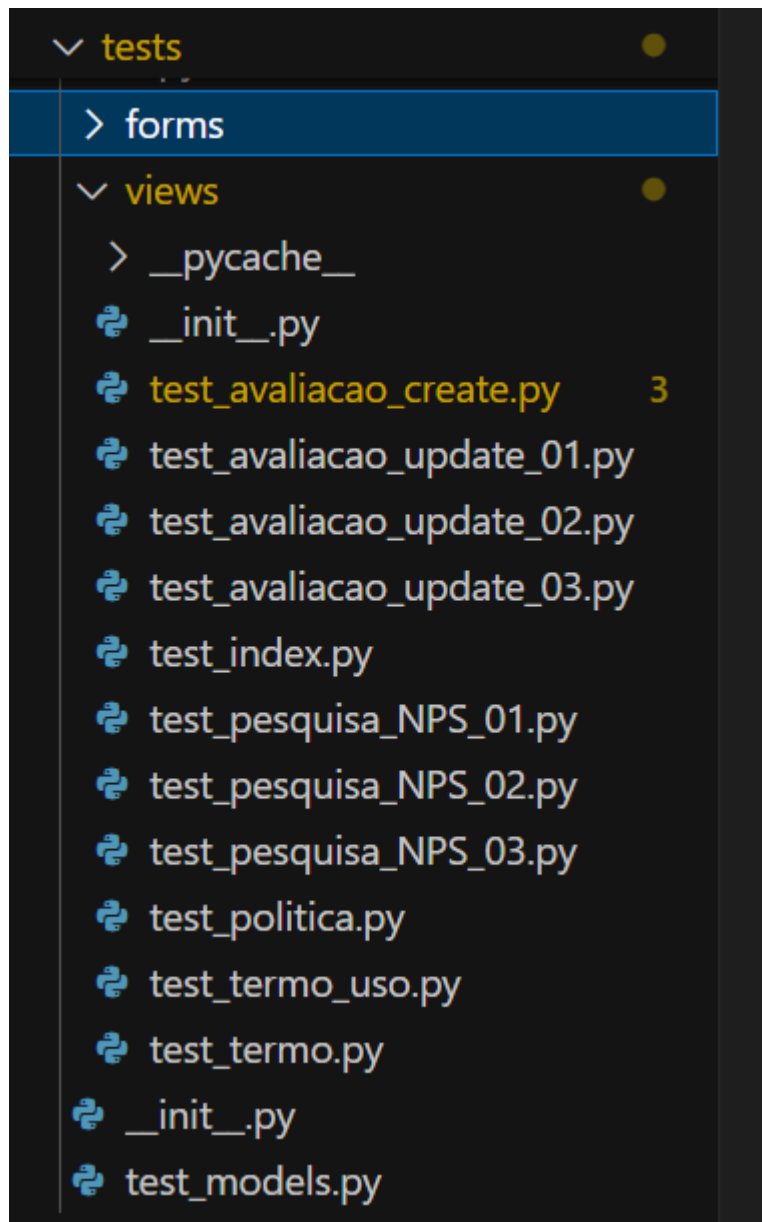 tests
forms
views
__pycache__
__init__.py
test_avaliacao_create.py 3
test_avaliacao_update_01.py
test_avaliacao_update_02.py
test_avaliacao_update_03.py
test_index.py
test_pesquisa_NPS_01.py
test_pesquisa_NPS_02.py
test_pesquisa_NPS_03.py
test_politica.py
test_termo_uso.py
test_termo.py
__init__.py
test_models.py